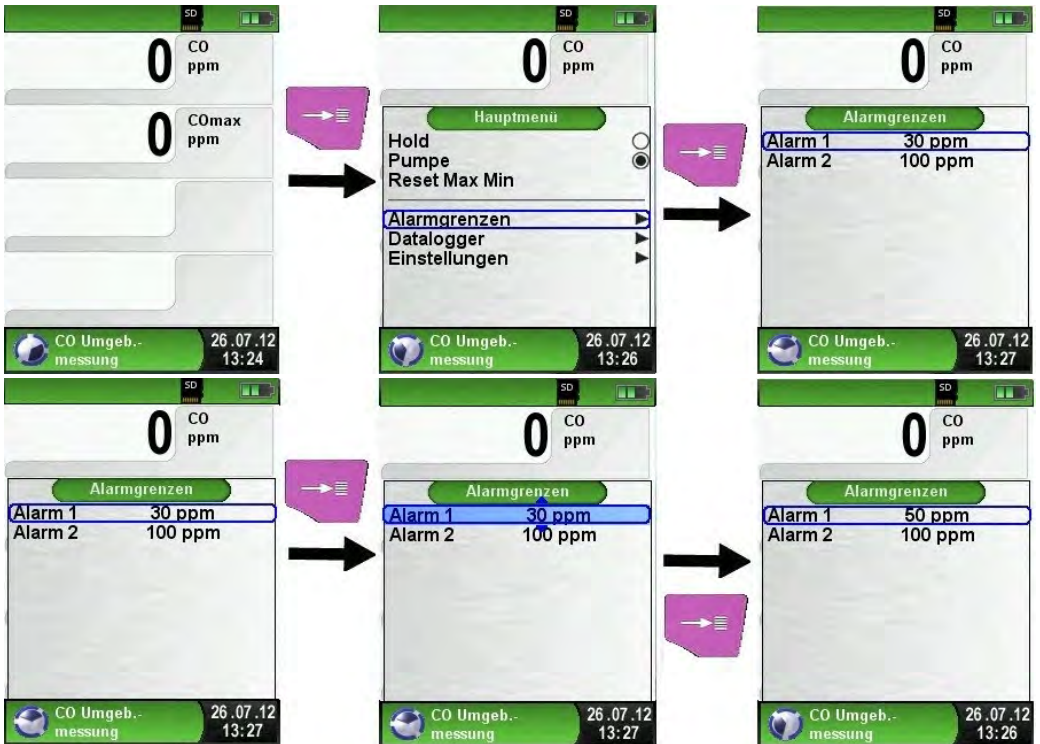 SD
0 CO
ppm
0 COmax
ppm
CO Umgeb.-
messung
26.07.12
13:24
SD
0 CO
ppm
Hauptmenü
Hold
Pumpe
Reset Max Min
Alarmgrenzen
Datalogger
Einstellungen
CO Umgeb.-
messung
26.07.12
13:26
SD
0 CO
ppm
Alarmgrenzen
Alarm 1 30 ppm
Alarm 2 100 ppm
CO Umgeb.-
messung
26.07.12
13:27
SD
0 CO
ppm
Alarmgrenzen
Alarm 1 30 ppm
Alarm 2 100 ppm
CO Umgeb.-
messung
26.07.12
13:27
SD
0 CO
ppm
Alarmgrenzen
Alarm 1 30 ppm
Alarm 2 100 ppm
CO Umgeb.-
messung
26.07.12
13:27
SD
0 CO
ppm
Alarmgrenzen
Alarm 1 50 ppm
Alarm 2 100 ppm
CO Umgeb.-
messung
26.07.12
13:26